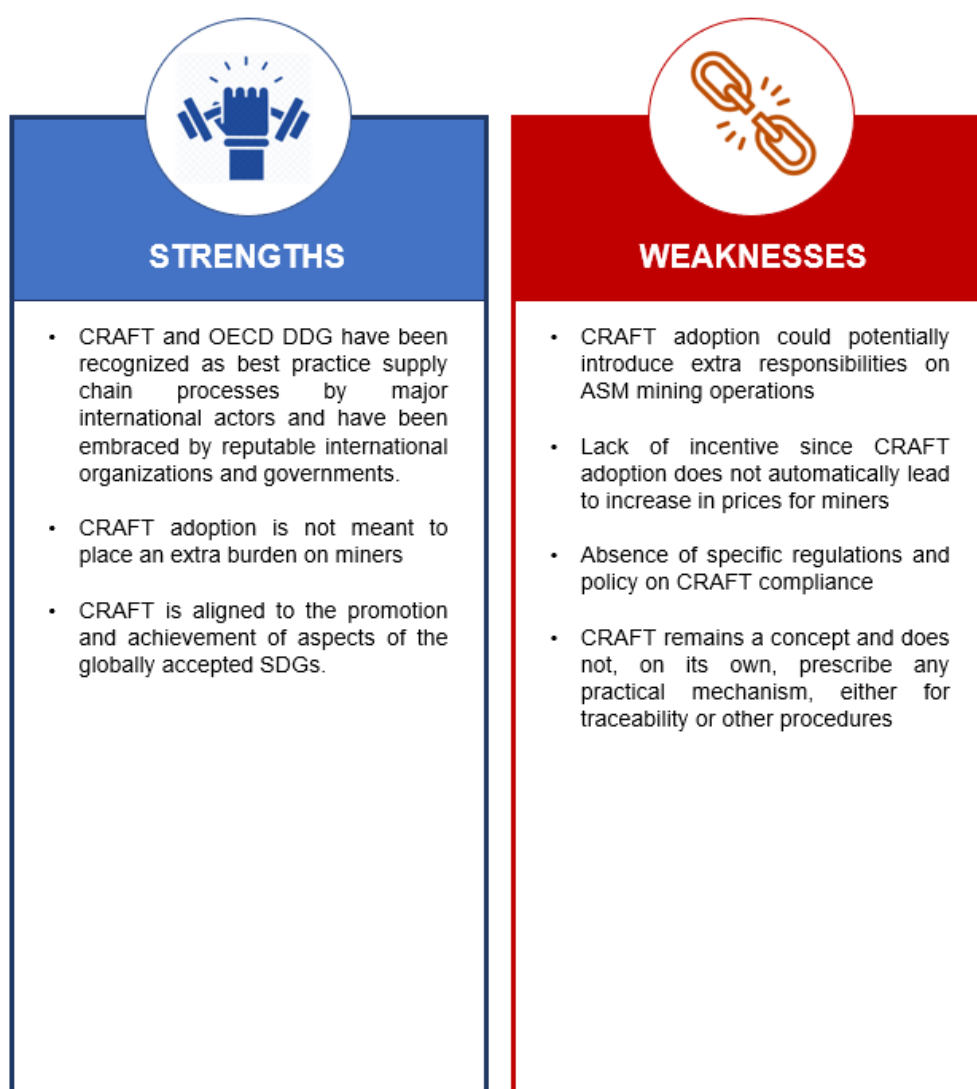 STRENGTHS
• CRAFT and OECD DDG have been
recognized as best practice supply
chain processes by major
international actors and have been
embraced by reputable international
organizations and governments.
• CRAFT adoption is not meant to
place an extra burden on miners
• CRAFT is aligned to the promotion
and achievement of aspects of the
globally accepted SDGs.
WEAKNESSES
• CRAFT adoption could potentially
introduce extra responsibilities on
ASM mining operations
• Lack of incentive since CRAFT
adoption does not automatically lead
to increase in prices for miners
• Absence of specific regulations and
policy on CRAFT compliance
• CRAFT remains a concept and does
not, on its own, prescribe any
practical mechanism, either for
traceability or other procedures